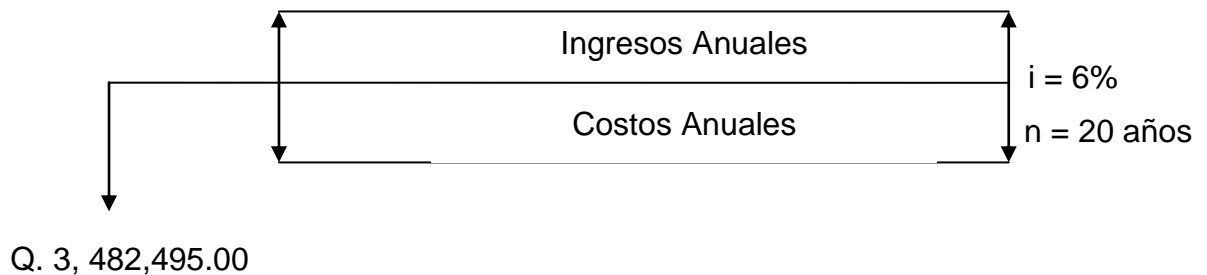 Ingresos Anuales
i = 6%
Costos Anuales
n = 20 años
Q. 3, 482,495.00